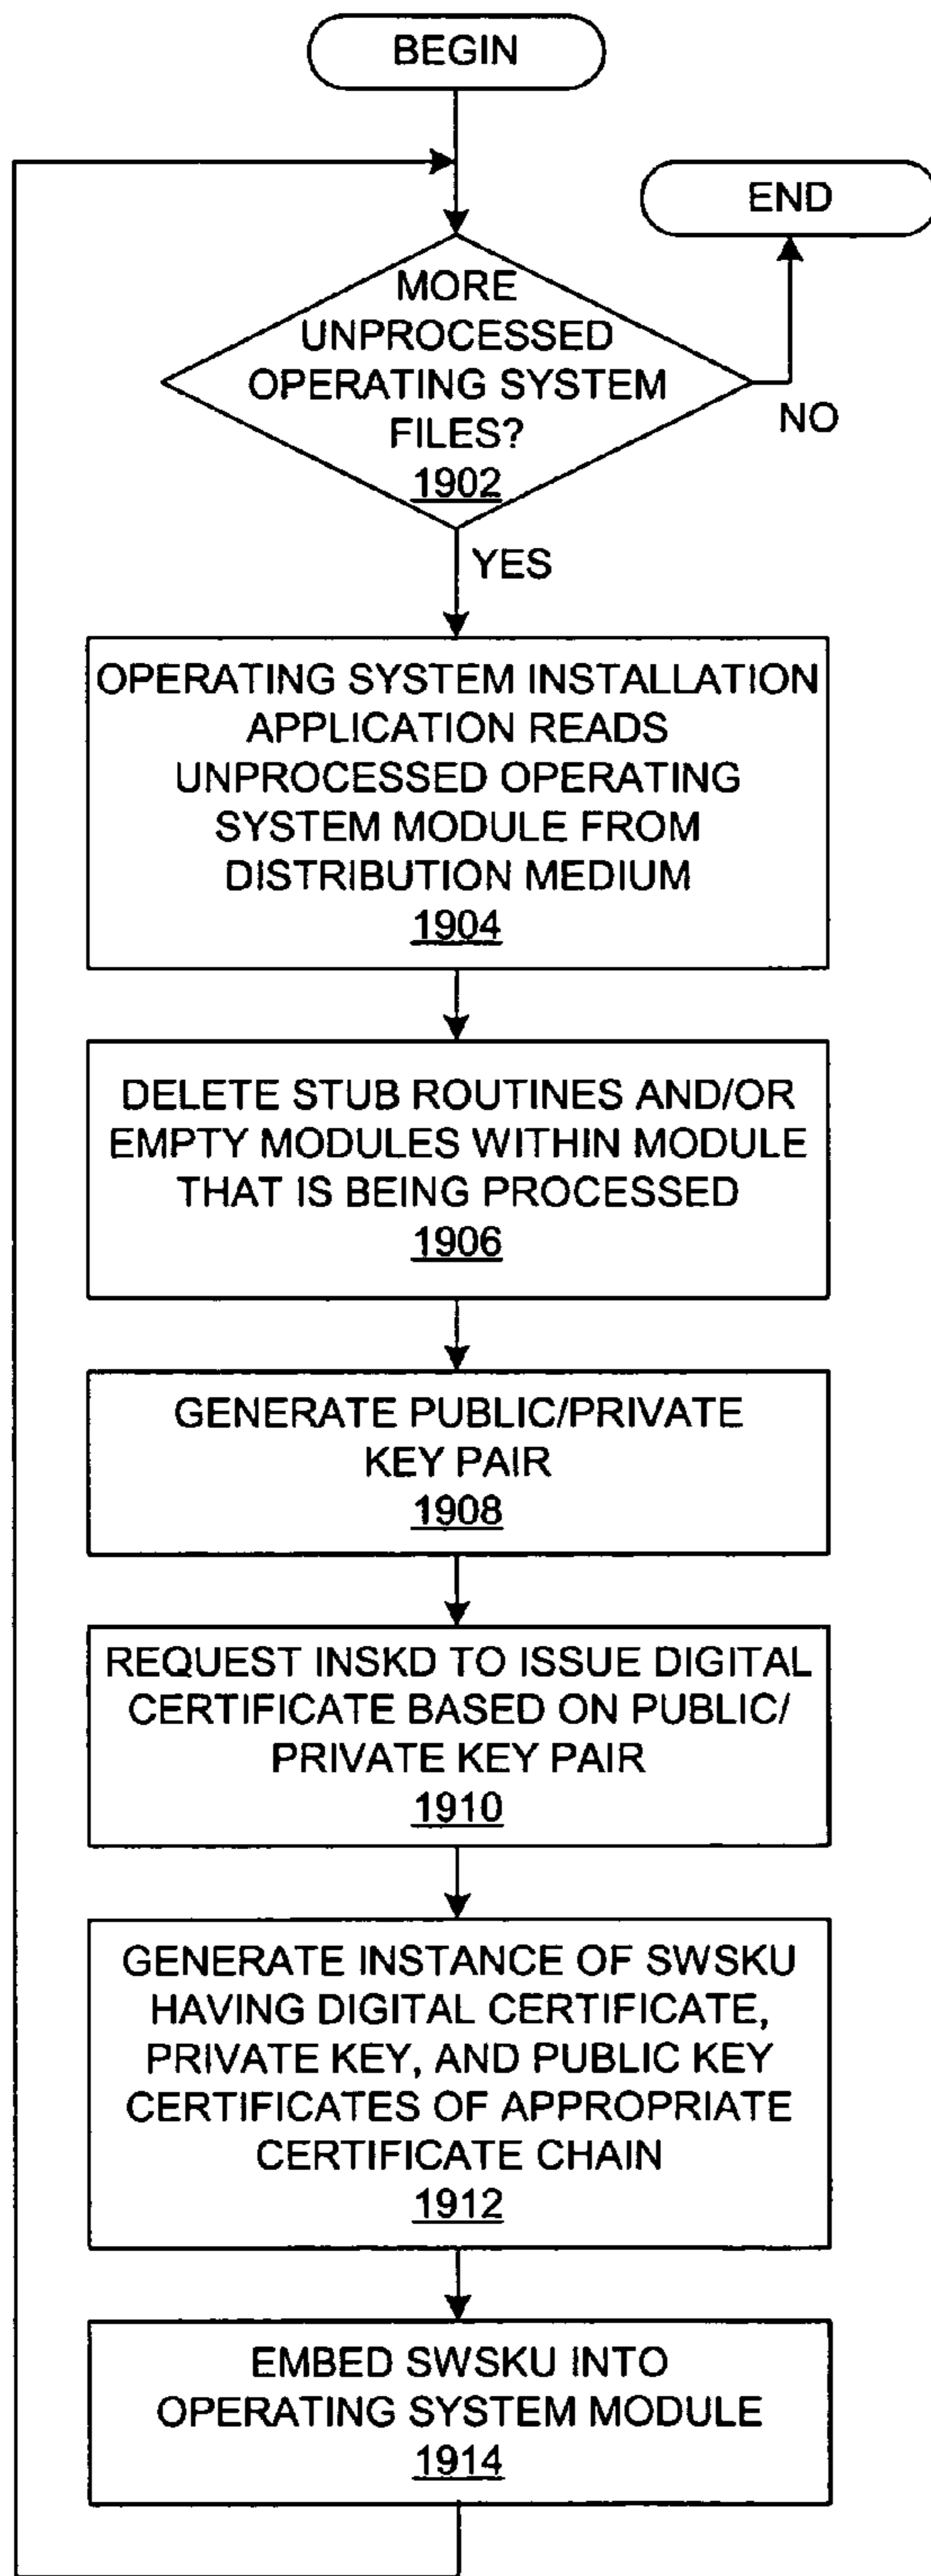 BEGIN
END
MORE
UNPROCESSED
OPERATING SYSTEM
FILES?
1902
NO
YES
OPERATING SYSTEM INSTALLATION
APPLICATION READS
UNPROCESSED OPERATING
SYSTEM MODULE FROM
DISTRIBUTION MEDIUM
1904
DELETE STUB ROUTINES AND/OR
EMPTY MODULES WITHIN MODULE
THAT IS BEING PROCESSED
1906
GENERATE PUBLIC/PRIVATE
KEY PAIR
1908
REQUEST INSKD TO ISSUE DIGITAL
CERTIFICATE BASED ON PUBLIC/
PRIVATE KEY PAIR
1910
GENERATE INSTANCE OF SWSKU
HAVING DIGITAL CERTIFICATE,
PRIVATE KEY, AND PUBLIC KEY
CERTIFICATES OF APPROPRIATE
CERTIFICATE CHAIN
1912
EMBED SWSKU INTO
OPERATING SYSTEM MODULE
1914